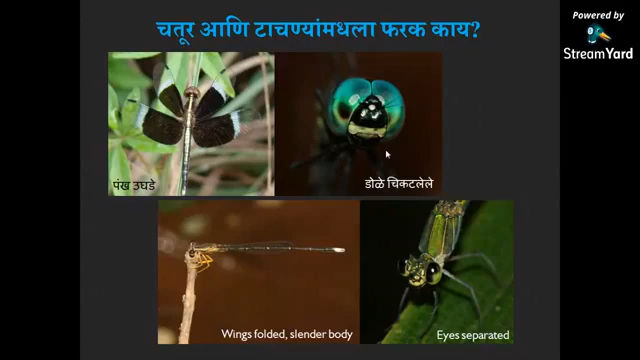 चतूर आणि टाचण्यांमधला फरक काय?
Powered by
StreamYard
पंख उघडे
डोळे चिकटलेले
Wings folded, slender body
Eyes separated